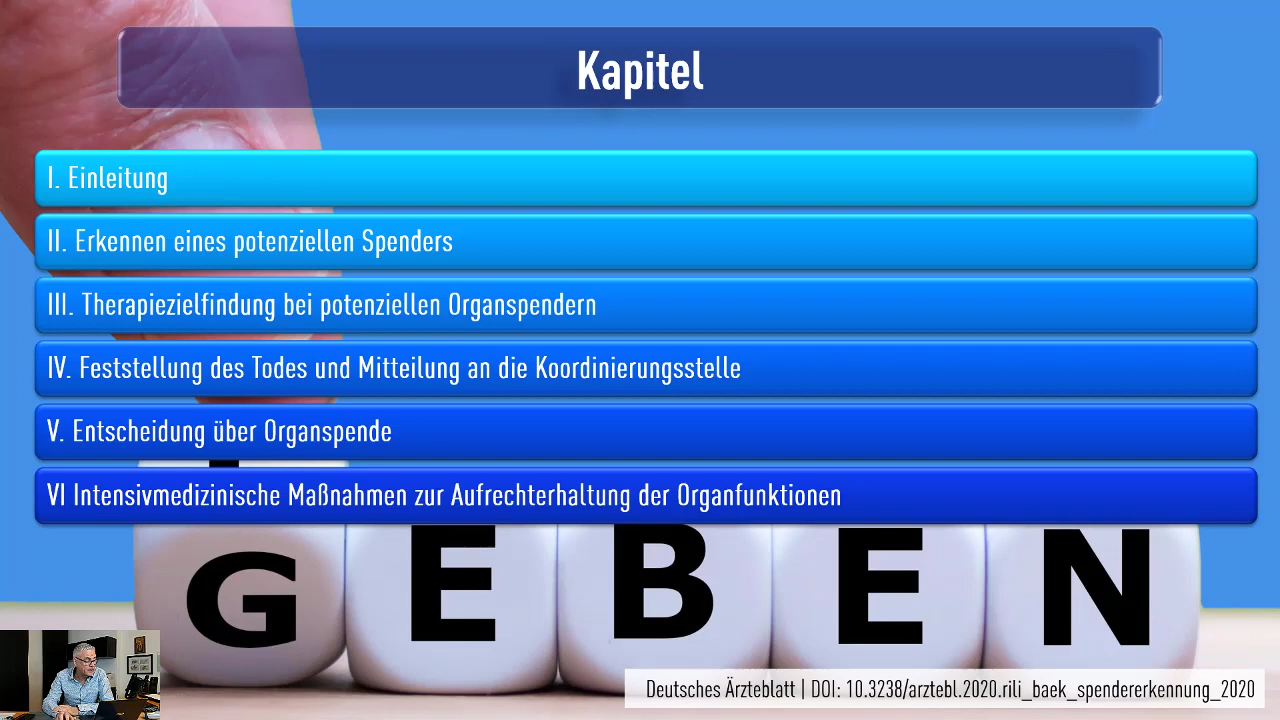 Kapitel
I. Einleitung
II. Erkennen eines potenziellen Spenders
III. Therapiezielfindung bei potenziellen Organspendern
IV. Feststellung des Todes und Mitteilung an die Koordinierungsstelle
V. Entscheidung über Organspende
VI Intensivmedizinische Maßnahmen zur Aufrechterhaltung der Organfunktionen
GEBEN
Deutsches Ärzteblatt | DOI: 10.3238/arztebl.2020.rili_baek_spendererkennung_2020